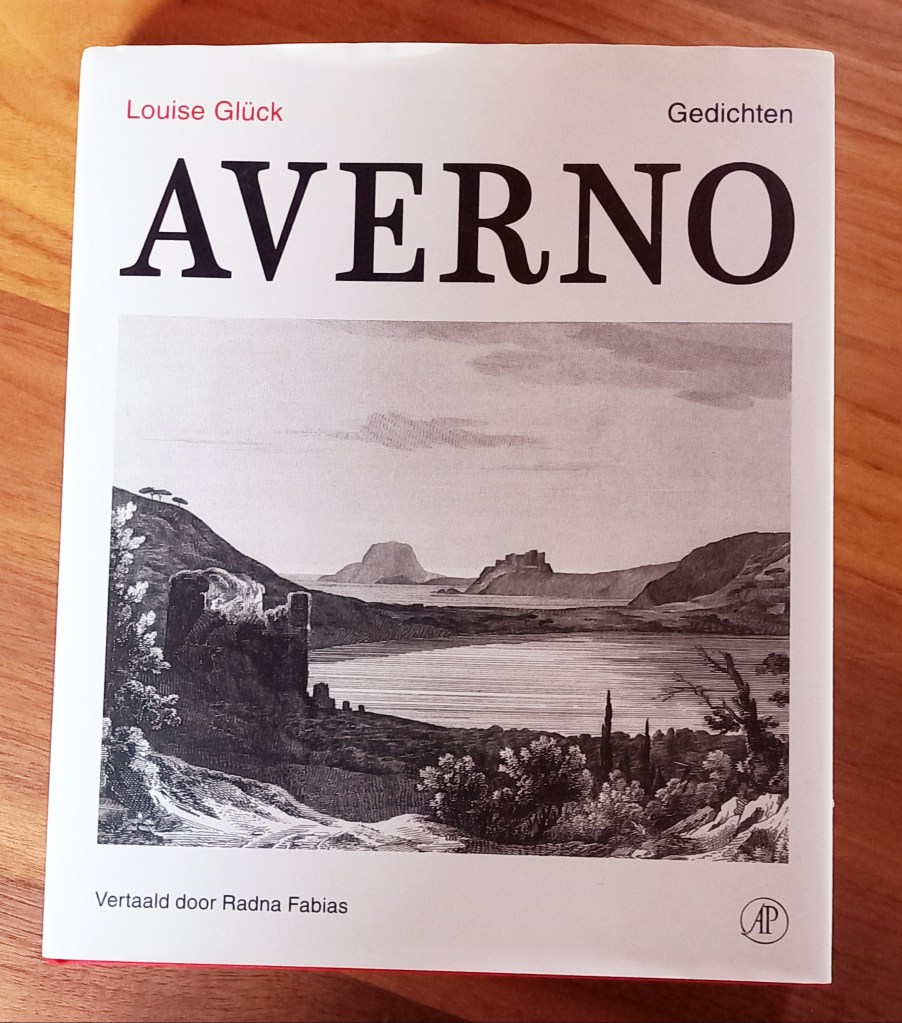 Louise Glück
Gedichten
AVERNO
Vertaald door Radna Fabias
AP